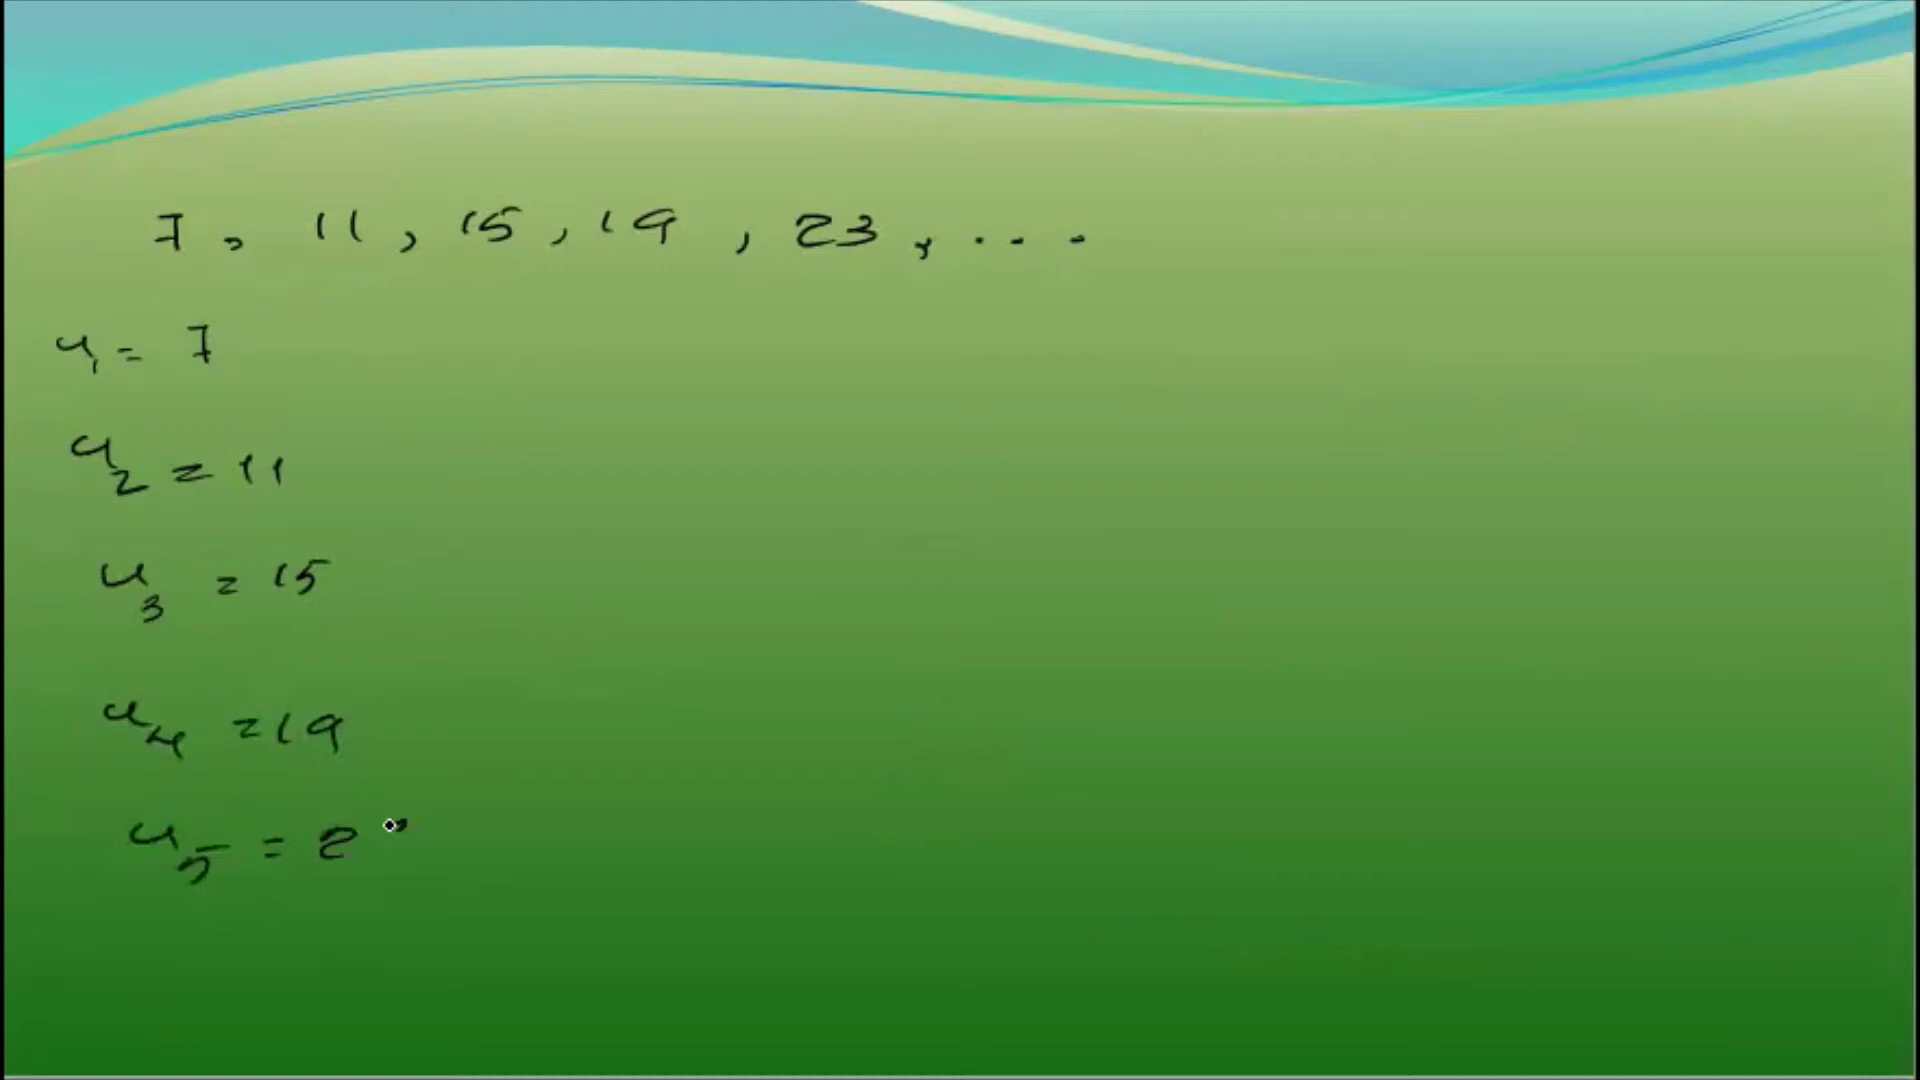 7, 11, 15, 19, 23, ...
u₁ = 7
u₂ = 11
u₃ = 15
u₄ = 19
u₅ = 2